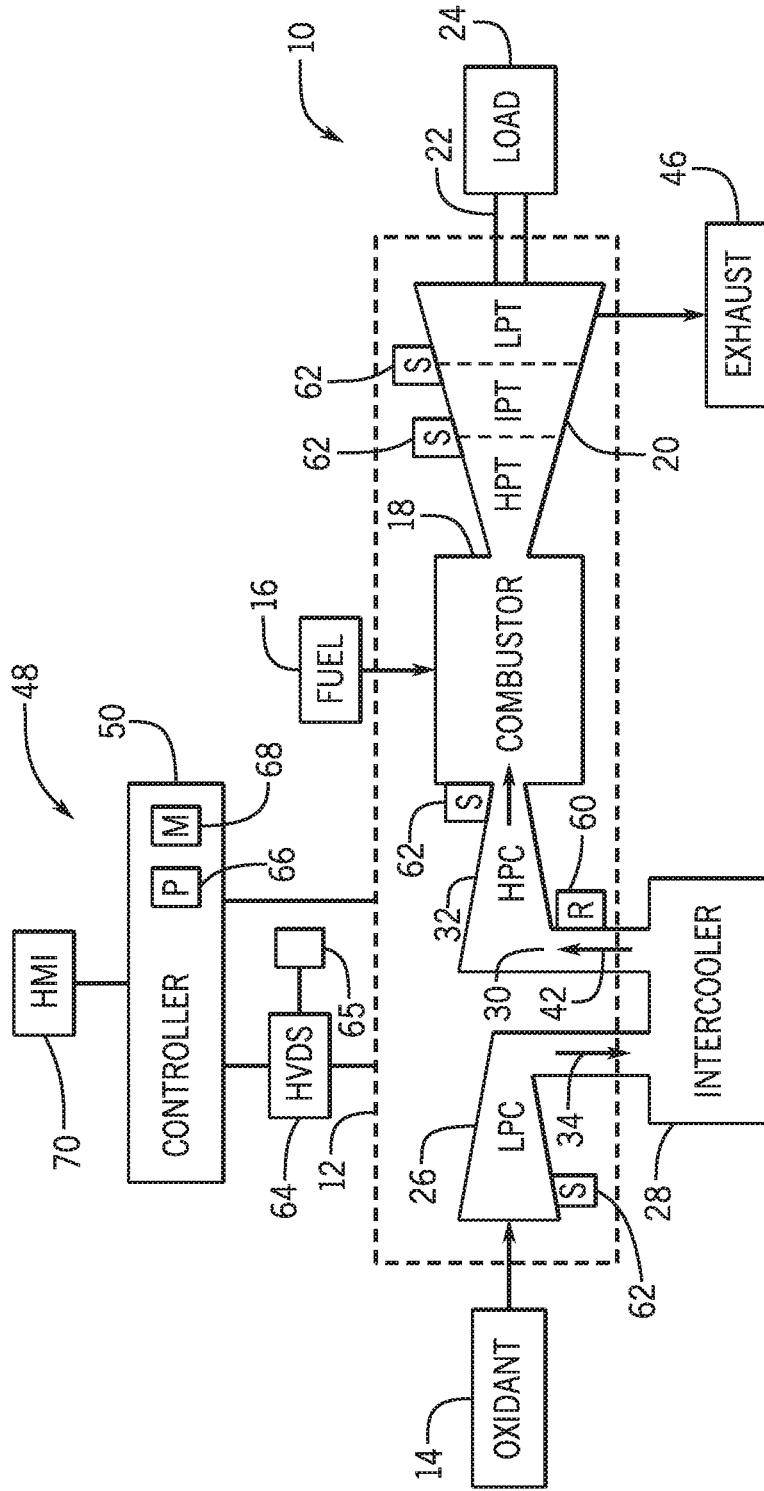 48
10
HMI
70
CONTROLLER
50
P
M
66
68
HVDS
64
65
12
FUEL
16
18
62
S
62
S
LOAD
22
24
OXIDANT
14
LPC
26
S
62
34
INTERCOOLER
28
30
42
R
60
HPC
32
S
62
COMBUSTOR
HPT
IPT
LPT
20
EXHAUST
46